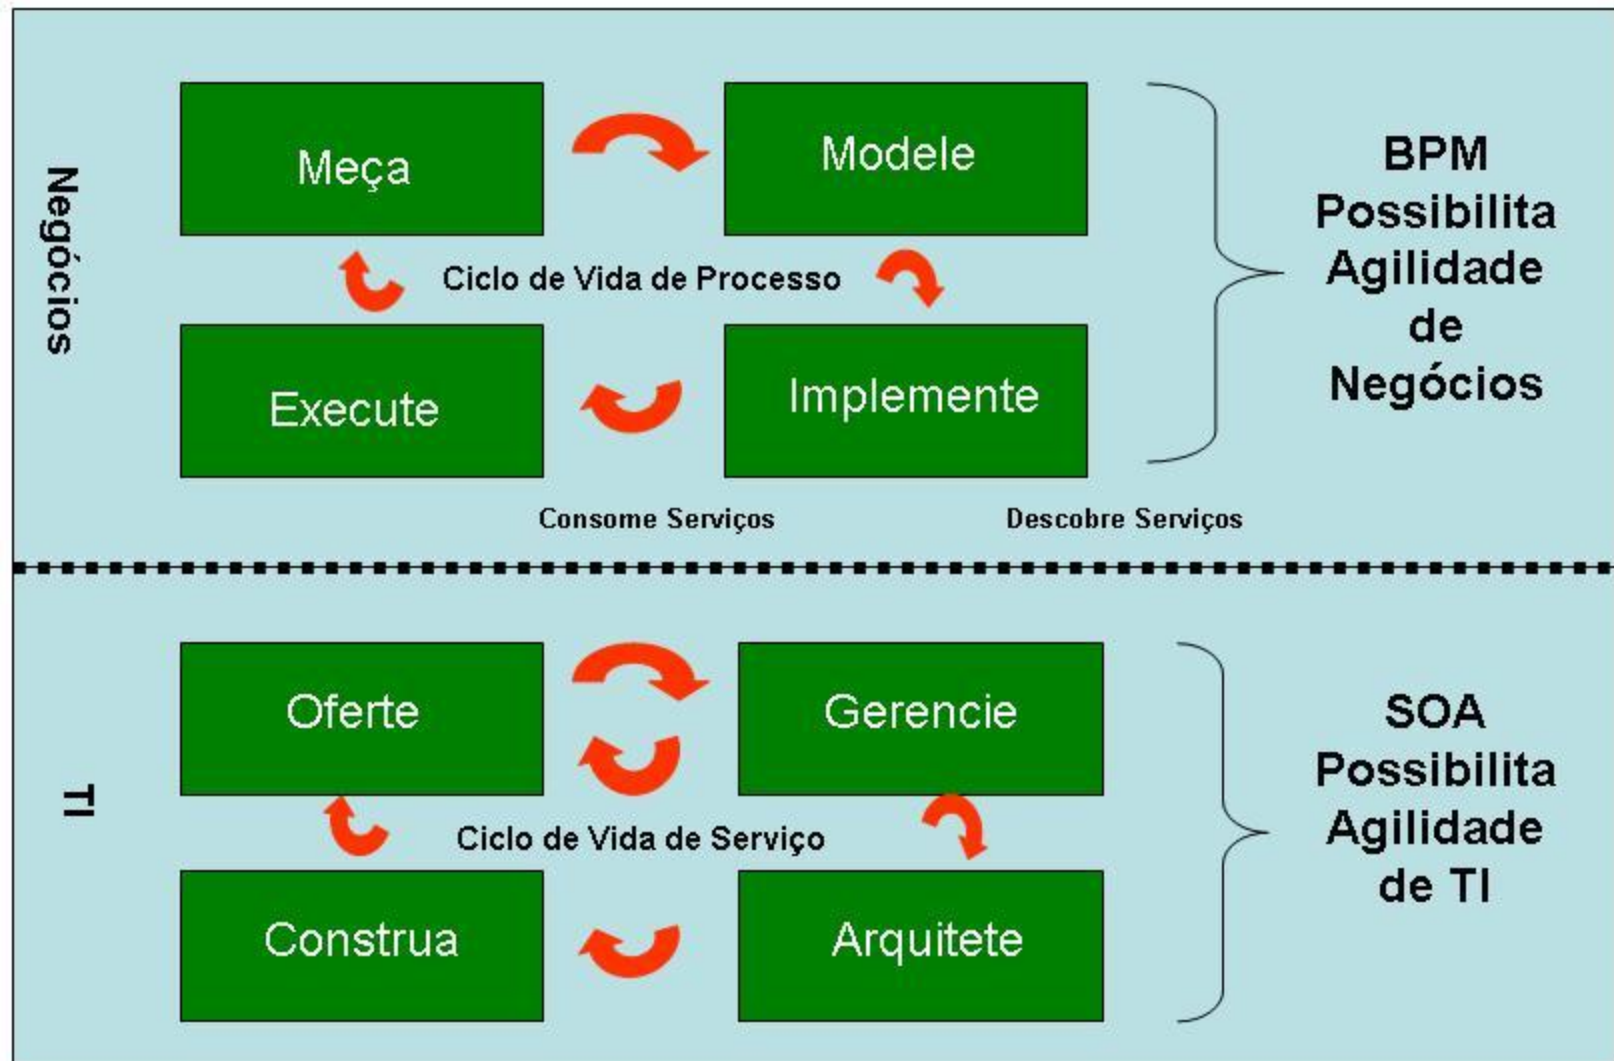 Negócios
Meça
Modele
Ciclo de Vida de Processo
Execute
Implemente
BPM
Possibilita
Agilidade
de
Negócios
Consome Serviços
Descobre Serviços
TI
Oferte
Gerencie
Ciclo de Vida de Serviço
Construa
Arquitete
SOA
Possibilita
Agilidade
de TI